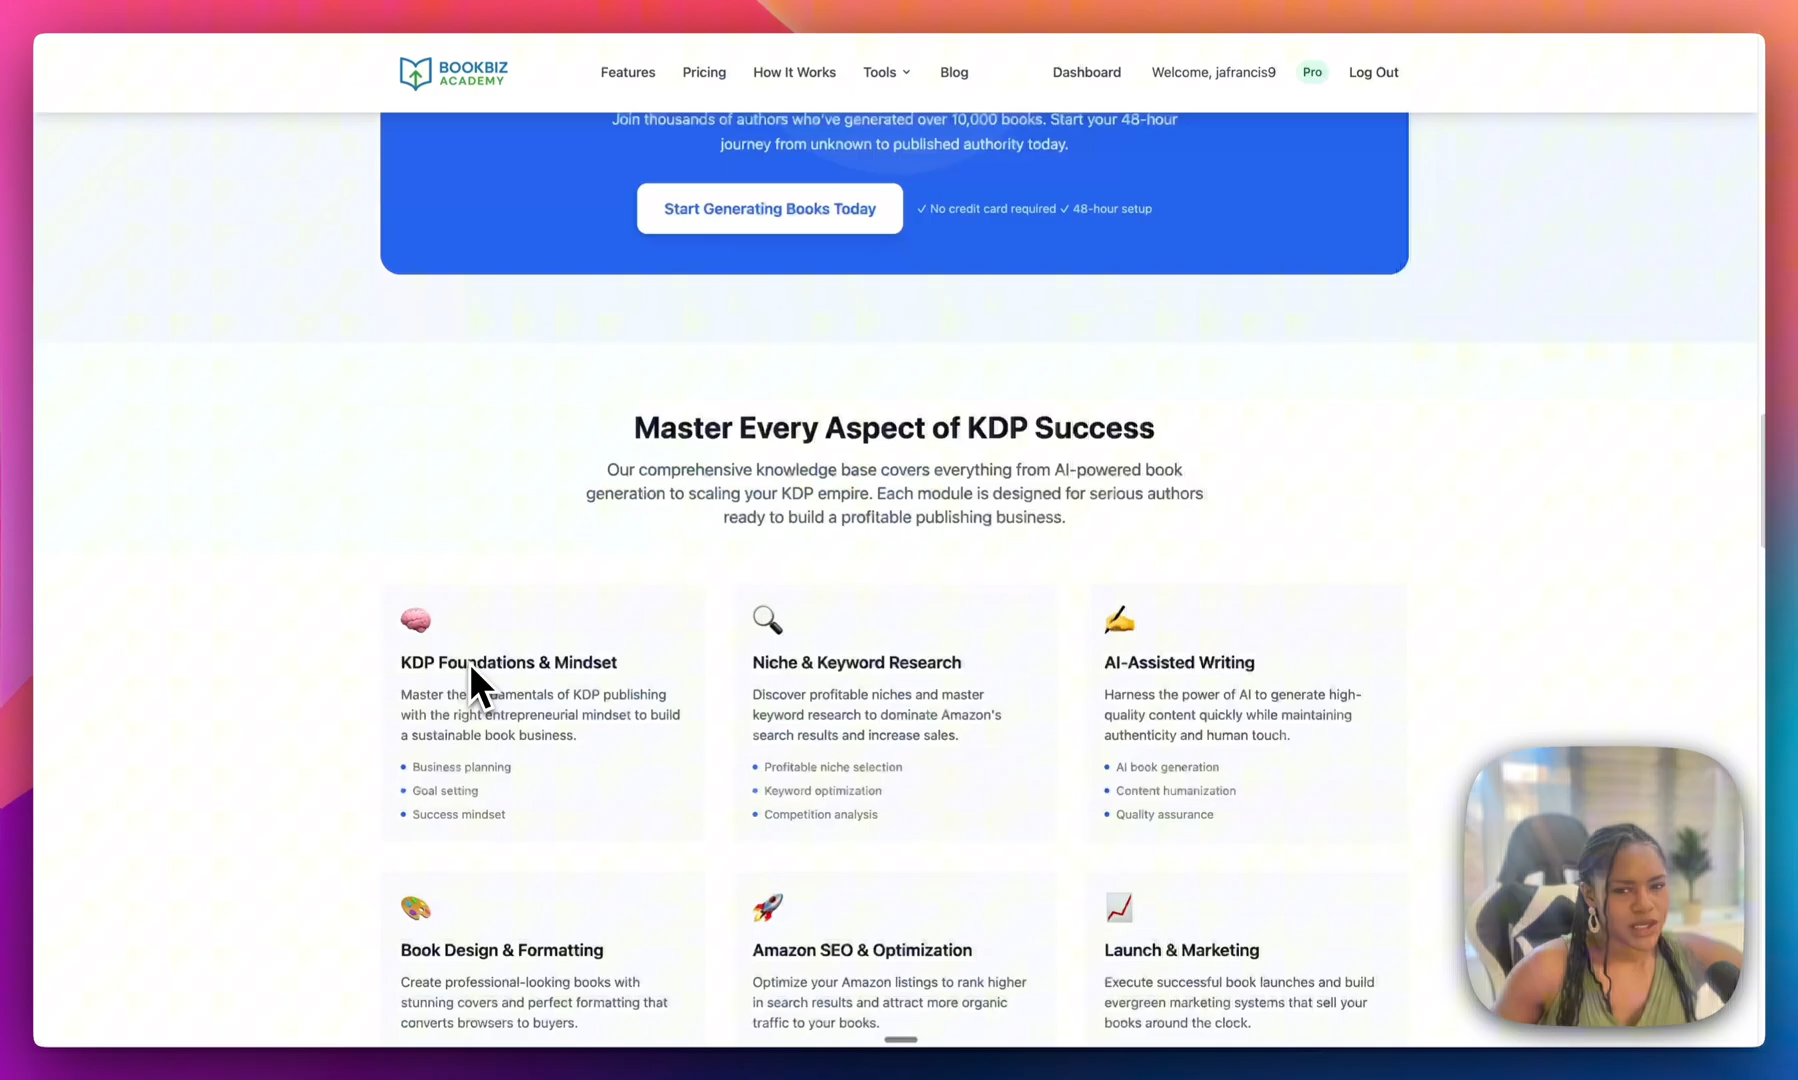 BOOKBIZ
ACADEMY
Features Pricing How It Works Tools Blog Dashboard Welcome, jafrancis9 Pro Log Out
Join thousands of authors who've generated over 10,000 books. Start your 48-hour
journey from unknown to published authority today.
Start Generating Books Today
✓ No credit card required ✓ 48-hour setup
Master Every Aspect of KDP Success
Our comprehensive knowledge base covers everything from AI-powered book
generation to scaling your KDP empire. Each module is designed for serious authors
ready to build a profitable publishing business.
KDP Foundations & Mindset
Master the fundamentals of KDP publishing
with the right entrepreneurial mindset to build
a sustainable book business.
• Business planning
• Goal setting
• Success mindset
Niche & Keyword Research
Discover profitable niches and master
keyword research to dominate Amazon's
search results and increase sales.
• Profitable niche selection
• Keyword optimization
• Competition analysis
AI-Assisted Writing
Harness the power of AI to generate high-
quality content quickly while maintaining
authenticity and human touch.
• AI book generation
• Content humanization
• Quality assurance
Book Design & Formatting
Create professional-looking books with
stunning covers and perfect formatting that
converts browsers to buyers.
Amazon SEO & Optimization
Optimize your Amazon listings to rank higher
in search results and attract more organic
traffic to your books.
Launch & Marketing
Execute successful book launches and build
evergreen marketing systems that sell your
books around the clock.